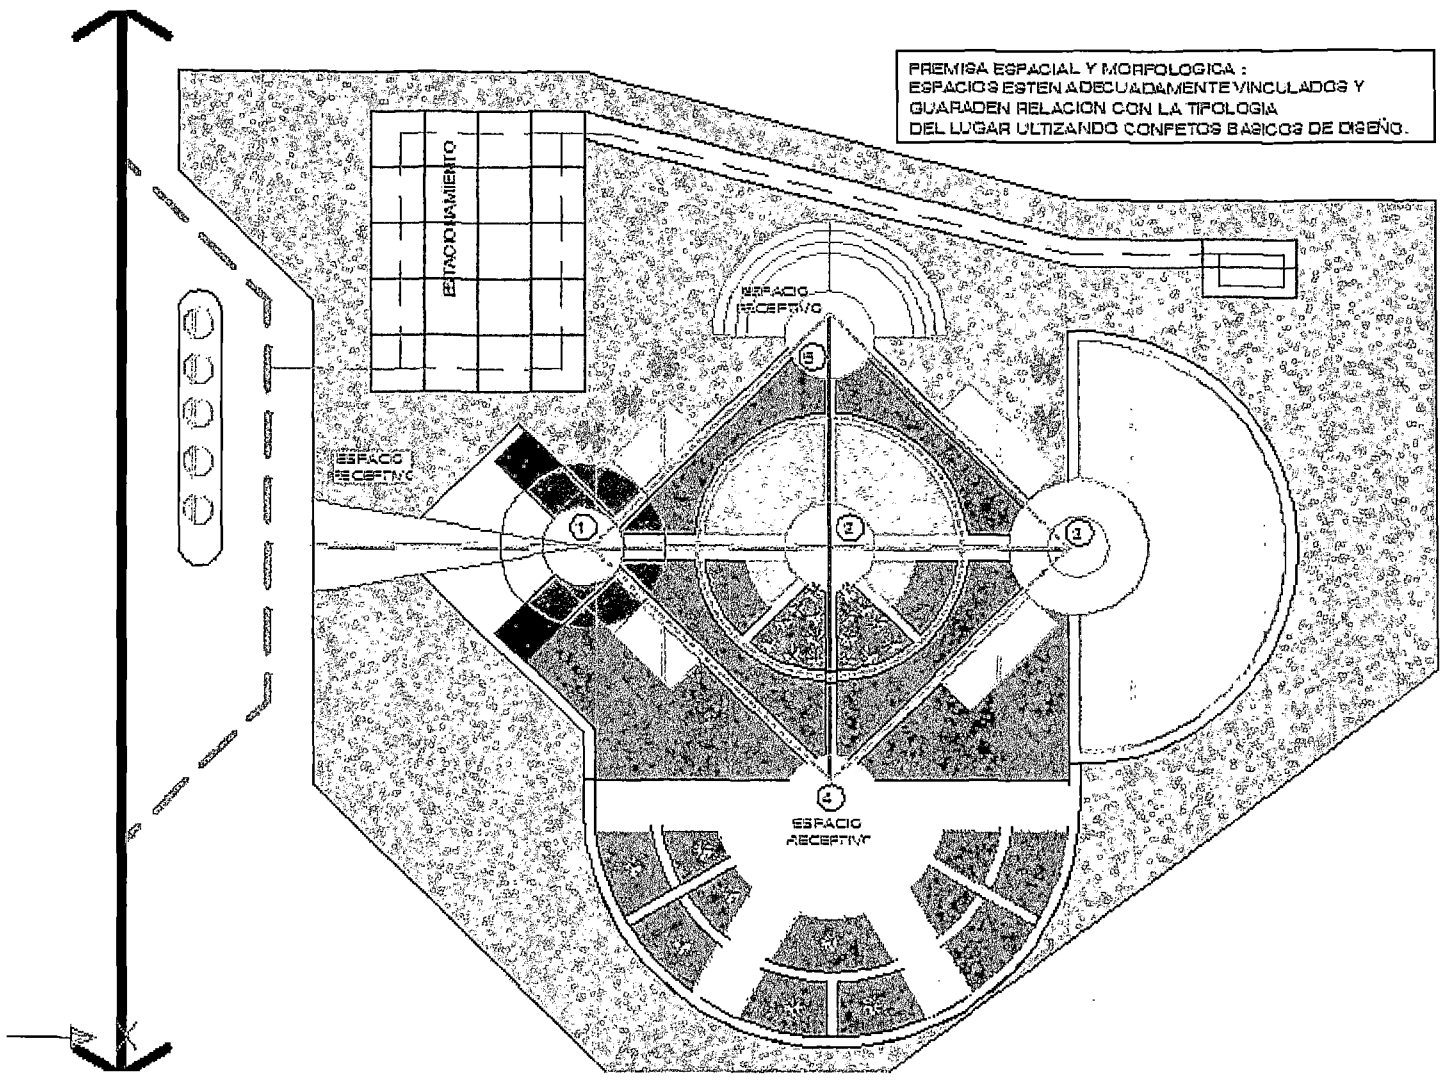 PREMISA ESPACIAL Y MORFOLOGICA :
ESPACIOS ESTEN ADECUADAMENTE VINCULADOS Y
GUARADEN RELACION CON LA TIPOLOGIA
DEL LUGAR ULTIZANDO CONFETOS BASICOS DE DISEÑO.
ESTACIONAMIENTO
ESPACIO
RECEPTIVO
5
ESPACIO
RECEPTIVO
1
2
3
4
ESPACIO
RECEPTIVO